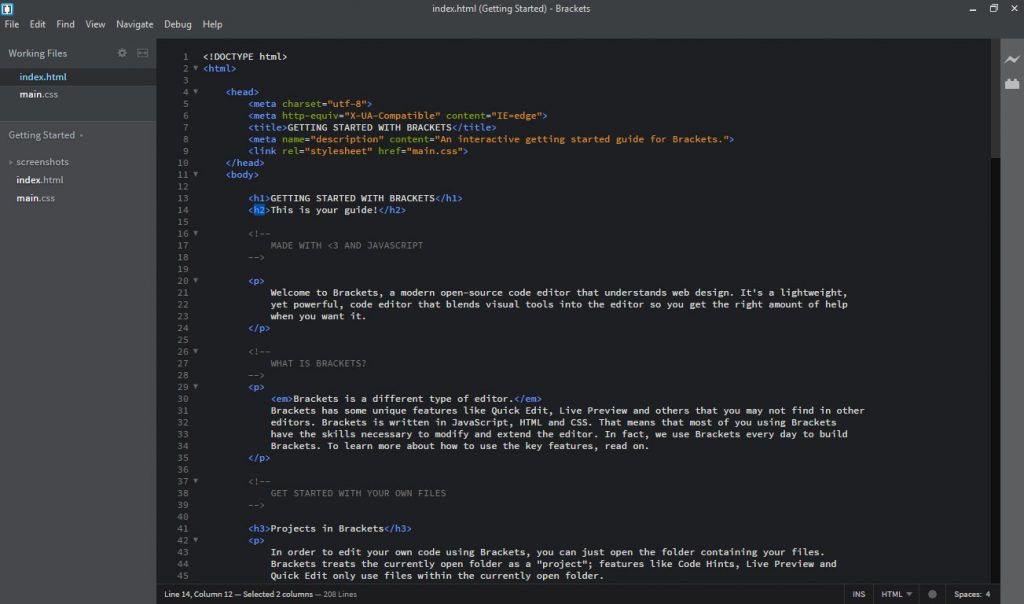 index.html (Getting Started) - Brackets
File Edit Find View Navigate Debug Help
Working Files
index.html
main.css
Getting Started
screenshots
index.html
main.css
1 <!DOCTYPE html>
2 <html>
3
4 <head>
5 <meta charset="utf-8">
6 <meta http-equiv="X-UA-Compatible" content="IE=edge">
7 <title>GETTING STARTED WITH BRACKETS</title>
8 <meta name="description" content="An interactive getting started guide for Brackets.">
9 <link rel="stylesheet" href="main.css">
10 </head>
11 <body>
12
13 <h1>GETTING STARTED WITH BRACKETS</h1>
14 <h2>This is your guide!</h2>
15
16 <!--
17 MADE WITH <3 AND JAVASCRIPT
18 -->
19
20 <p>
21 Welcome to Brackets, a modern open-source code editor that understands web design. It's a lightweight,
22 yet powerful, code editor that blends visual tools into the editor so you get the right amount of help
23 when you want it.
24 </p>
25
26 <!--
27 WHAT IS BRACKETS?
28 -->
29 <p>
30 <em>Brackets is a different type of editor.</em>
31 Brackets has some unique features like Quick Edit, Live Preview and others that you may not find in other
32 editors. Brackets is written in JavaScript, HTML and CSS. That means that most of you using Brackets
33 have the skills necessary to modify and extend the editor. In fact, we use Brackets every day to build
34 Brackets. To learn more about how to use the key features, read on.
35 </p>
36
37 <!--
38 GET STARTED WITH YOUR OWN FILES
39 -->
40
41 <h3>Projects in Brackets</h3>
42 <p>
43 In order to edit your own code using Brackets, you can just open the folder containing your files.
44 Brackets treats the currently open folder as a "project"; features like Code Hints, Live Preview and
45 Quick Edit only use files within the currently open folder.
Line 14, Column 12 — Selected 2 columns — 208 Lines
INS HTML Spaces: 4